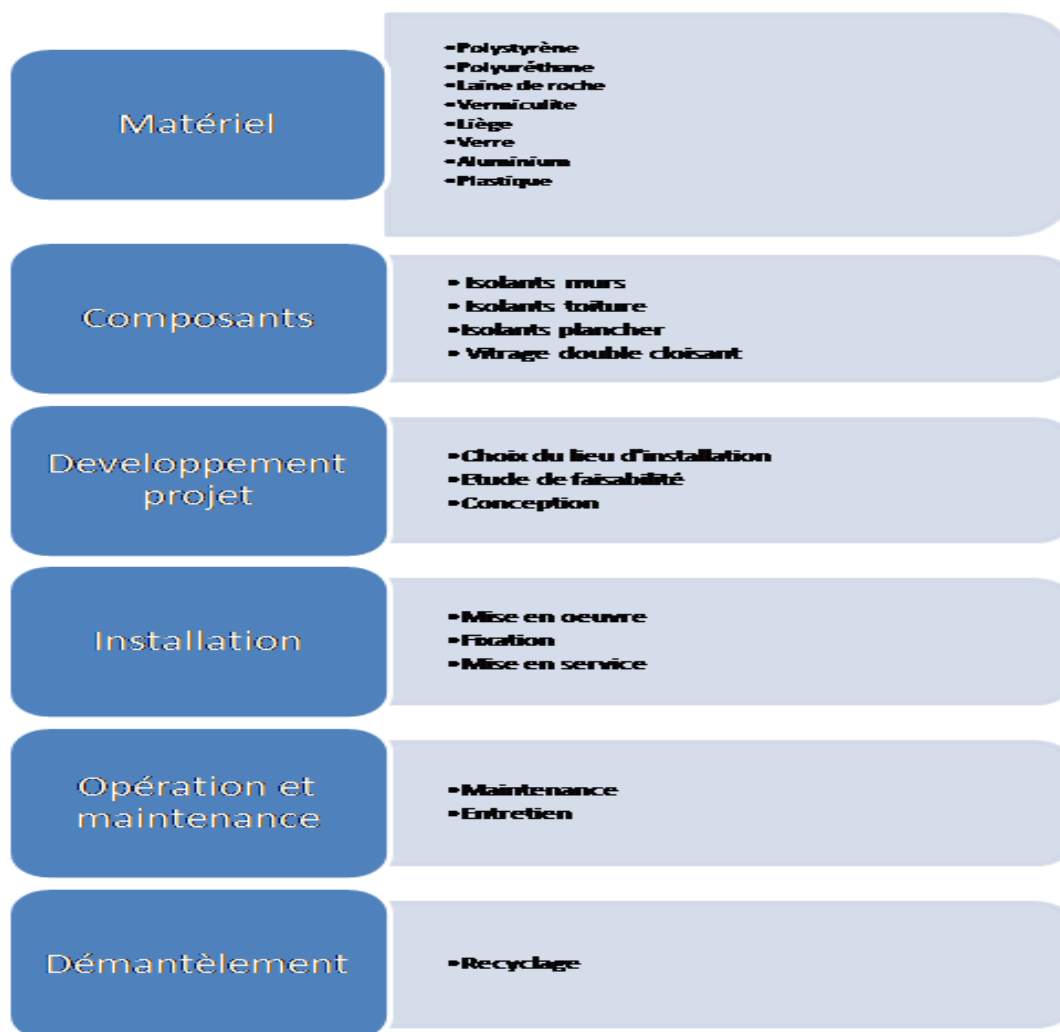 Matériel
•Polystyrène
•Polyuréthane
•Laine de roche
•Vermiculite
•Liège
•Verre
•Aluminium
•Plastique
Composants
• Isolants murs
• Isolants toiture
•Isolants plancher
• Vitrage double cloisant
Developpement
projet
•Choix du lieu d'installation
•Etude de faisabilité
•Conception
Installation
•Mise en oeuvre
•Fixation
•Mise en service
Opération et
maintenance
•Maintenance
•Entretien
Démantèlement
•Recyclage